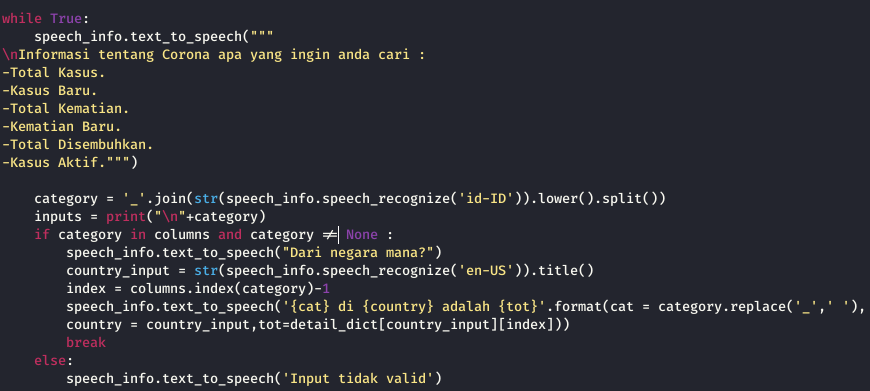 while True:
    speech_info.text_to_speech("""
\nInformasi tentang Corona apa yang ingin anda cari :
-Total Kasus.
-Kasus Baru.
-Total Kematian.
-Kematian Baru.
-Total Disembuhkan.
-Kasus Aktif.""")

    category = '_'.join(str(speech_info.speech_recognize('id-ID')).lower().split())
    inputs = print("\n"+category)
    if category in columns and category != None :
        speech_info.text_to_speech("Dari negara mana?")
        country_input = str(speech_info.speech_recognize('en-US')).title()
        index = columns.index(category)-1
        speech_info.text_to_speech('{cat} di {country} adalah {tot}'.format(cat = category.replace('_',' '),
        country = country_input,tot=detail_dict[country_input][index]))
        break
    else:
        speech_info.text_to_speech('Input tidak valid')